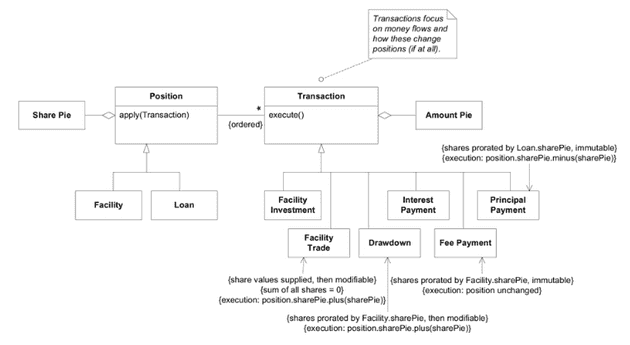 Transactions focus
on money flows and
how these change
positions (if at all).
Position
Transaction
Share Pie
apply(Transaction)
*
{ordered}
execute()
Amount Pie
{shares prorated by Loan.sharePie, immutable}
{execution: position.sharePie.minus(sharePie)}
Facility
Loan
Facility
Investment
Interest
Payment
Principal
Payment
Facility
Trade
Drawdown
Fee Payment
{share values supplied, then modifiable}
{sum of all shares = 0}
{execution: position.sharePie.plus(sharePie)}
{shares prorated by Facility.sharePie, immutable}
{execution: position unchanged}
{shares prorated by Facility.sharePie, then modifiable}
{execution: position.sharePie.plus(sharePie)}